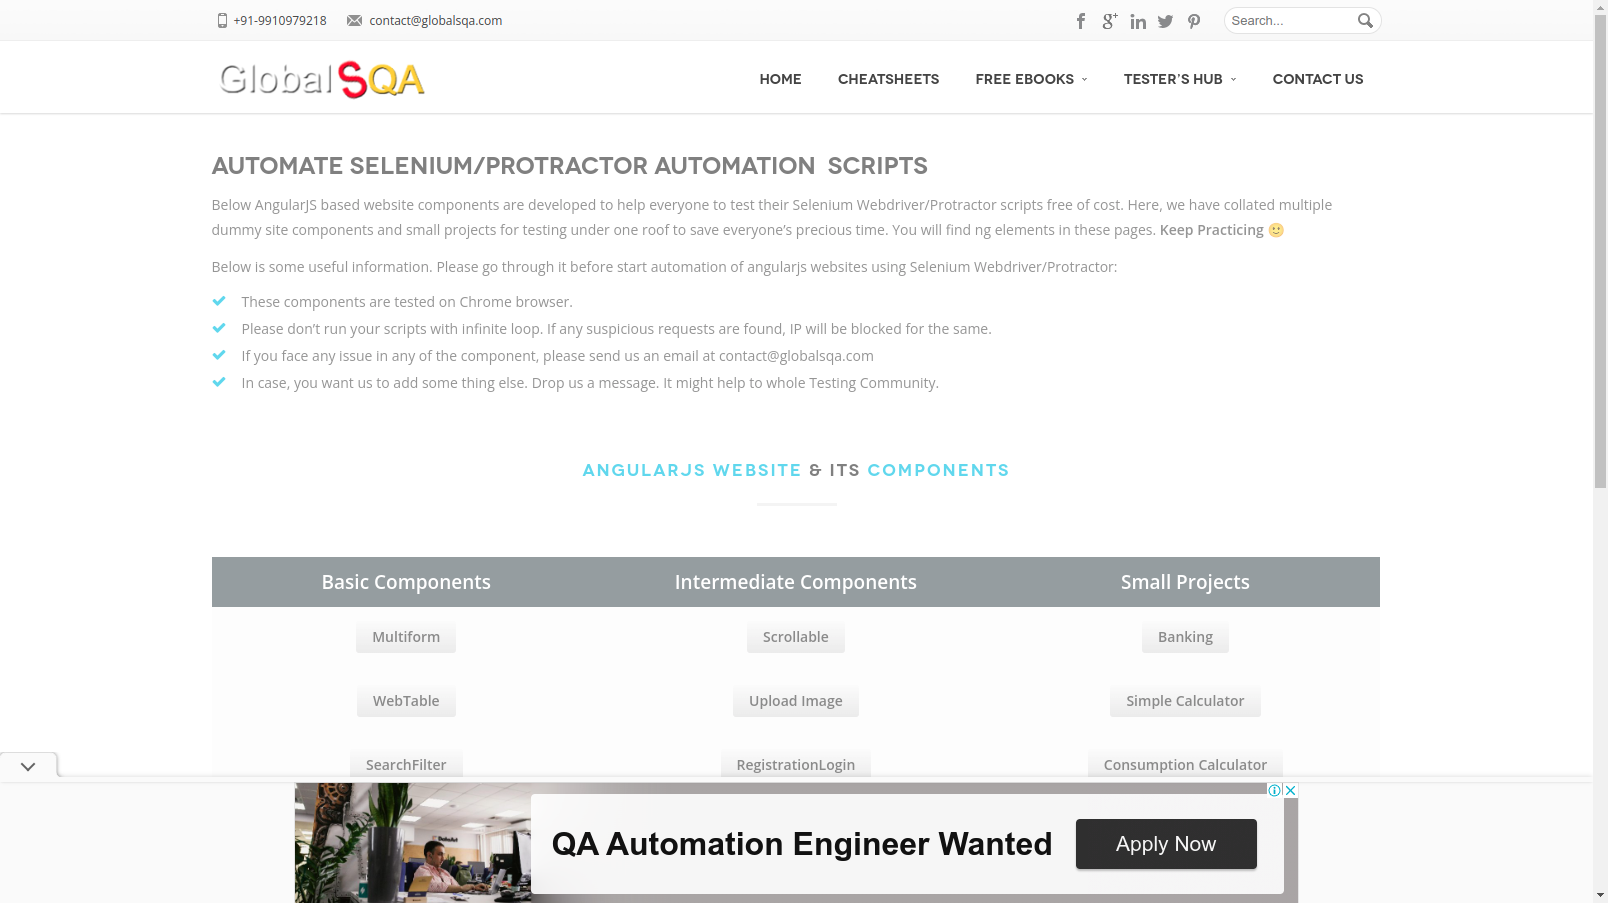 +91-9910979218 contact@globalsqa.com Search...
GlobalSQA HOME CHEATSHEETS FREE EBOOKS TESTER'S HUB CONTACT US
AUTOMATE SELENIUM/PROTRACTOR AUTOMATION SCRIPTS
Below AngularJS based website components are developed to help everyone to test their Selenium Webdriver/Protractor scripts free of cost. Here, we have collated multiple
dummy site components and small projects for testing under one roof to save everyone's precious time. You will find ng elements in these pages. Keep Practicing 🙂
Below is some useful information. Please go through it before start automation of angularjs websites using Selenium Webdriver/Protractor:
These components are tested on Chrome browser.
Please don't run your scripts with infinite loop. If any suspicious requests are found, IP will be blocked for the same.
If you face any issue in any of the component, please send us an email at contact@globalsqa.com
In case, you want us to add some thing else. Drop us a message. It might help to whole Testing Community.
ANGULARJS WEBSITE & ITS COMPONENTS
Basic Components Intermediate Components Small Projects
Multiform Scrollable Banking
WebTable Upload Image Simple Calculator
SearchFilter RegistrationLogin Consumption Calculator
QA Automation Engineer Wanted Apply Now